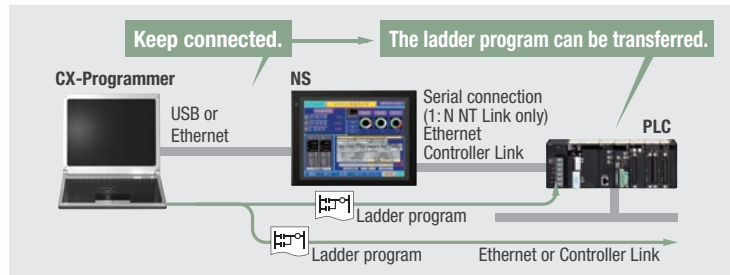 Keep connected.
The ladder program can be transferred.
CX-Programmer
NS
USB or
Ethernet
Serial connection
(1: N NT Link only)
Ethernet
Controller Link
PLC
Ladder program
Ladder program
Ethernet or Controller Link